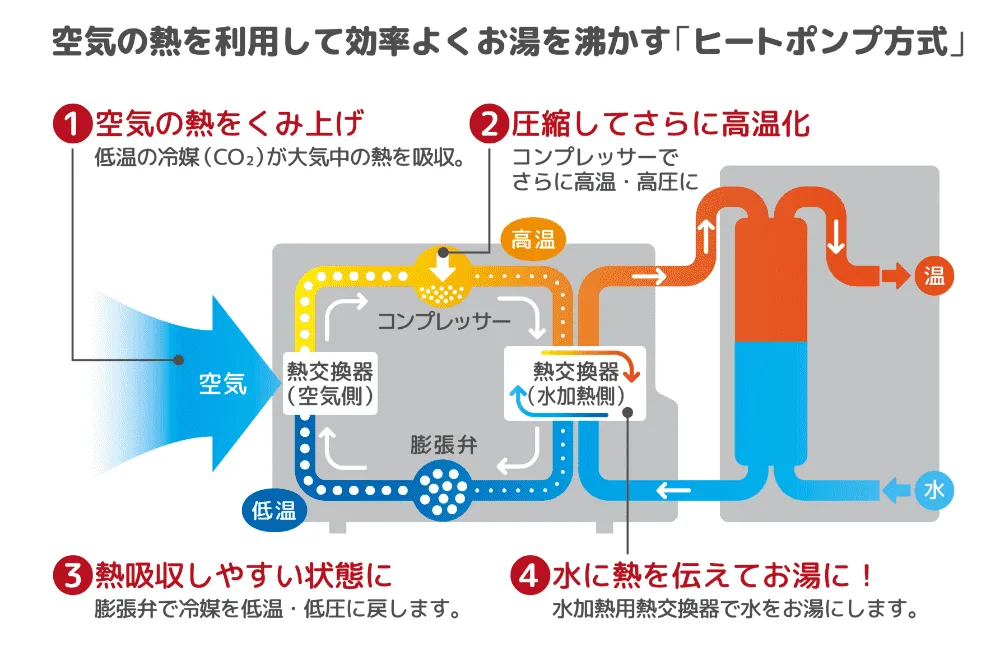 空気の熱を利用して効率よくお湯を沸かす「ヒートポンプ方式」
1 空気の熱をくみ上げ
低温の冷媒（CO₂）が大気中の熱を吸収。
2 圧縮してさらに高温化
コンプレッサーで
さらに高温・高圧に
高温
コンプレッサー
温
空気
熱交換器
（空気側）
熱交換器
（水加熱側）
膨張弁
低温
水
3 熱吸収しやすい状態に
膨張弁で冷媒を低温・低圧に戻します。
4 水に熱を伝えてお湯に！
水加熱用熱交換器で水をお湯にします。